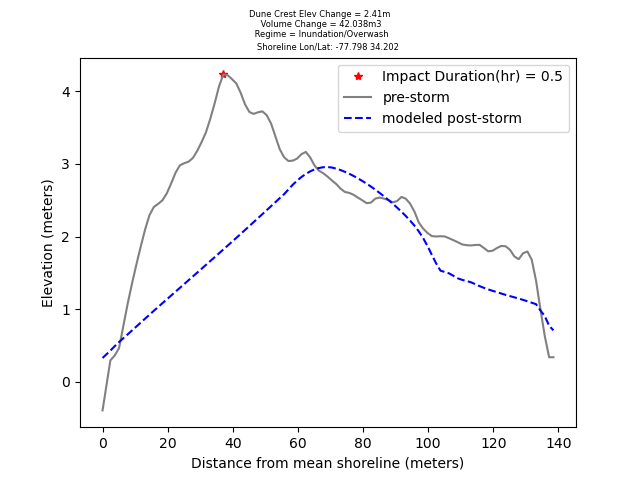 Dune Crest Elev Change = 2.41m
Volume Change = 42.038m3
Regime = Inundation/Overwash
Shoreline Lon/Lat: -77.798 34.202
Impact Duration(hr) = 0.5
pre-storm
modeled post-storm
Elevation (meters)
4
3
2
1
0
0 20 40 60 80 100 120 140
Distance from mean shoreline (meters)